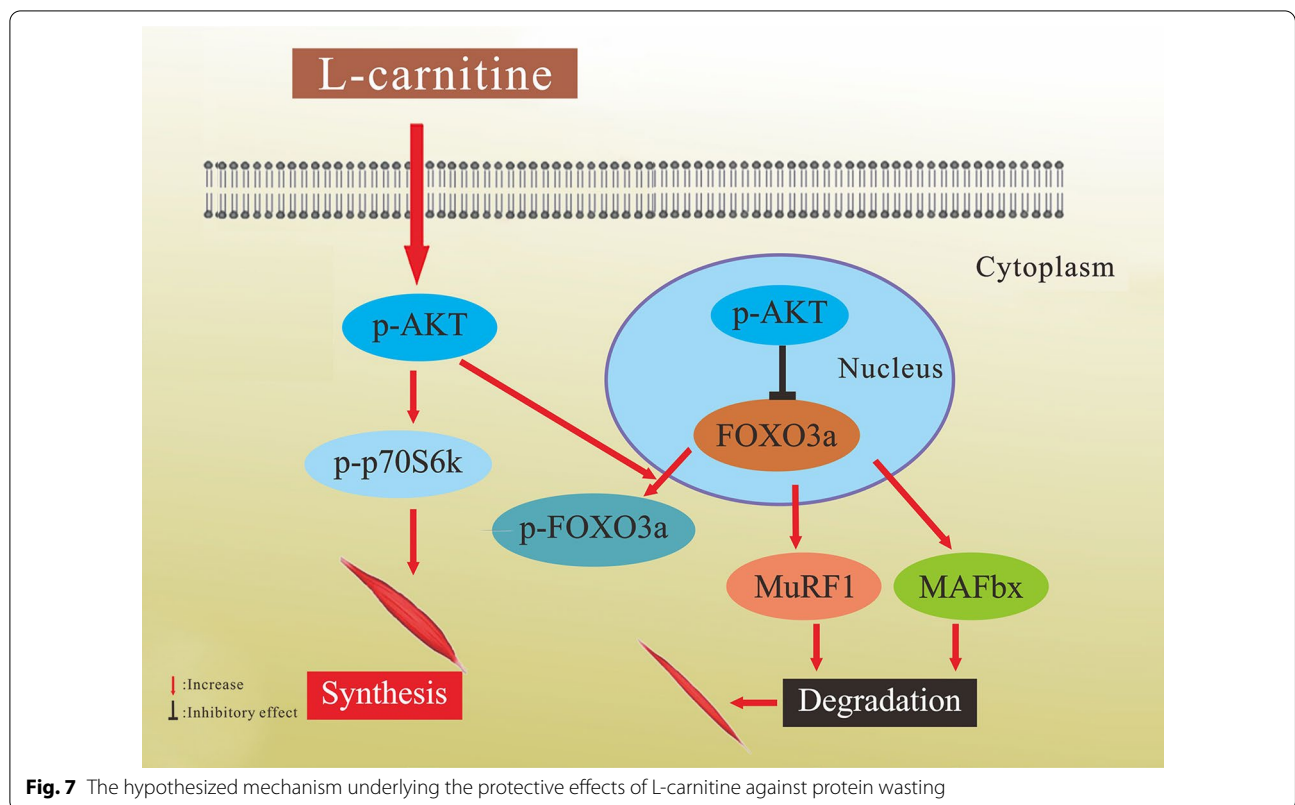 L-carnitine
Cytoplasm
p-AKT
p-AKT
Nucleus
FOXO3a
p-p70S6k
p-FOXO3a
MuRF1
MAFbx
:Increase
:Inhibitory effect
Synthesis
Degradation
Fig. 7 The hypothesized mechanism underlying the protective effects of L-carnitine against protein wasting